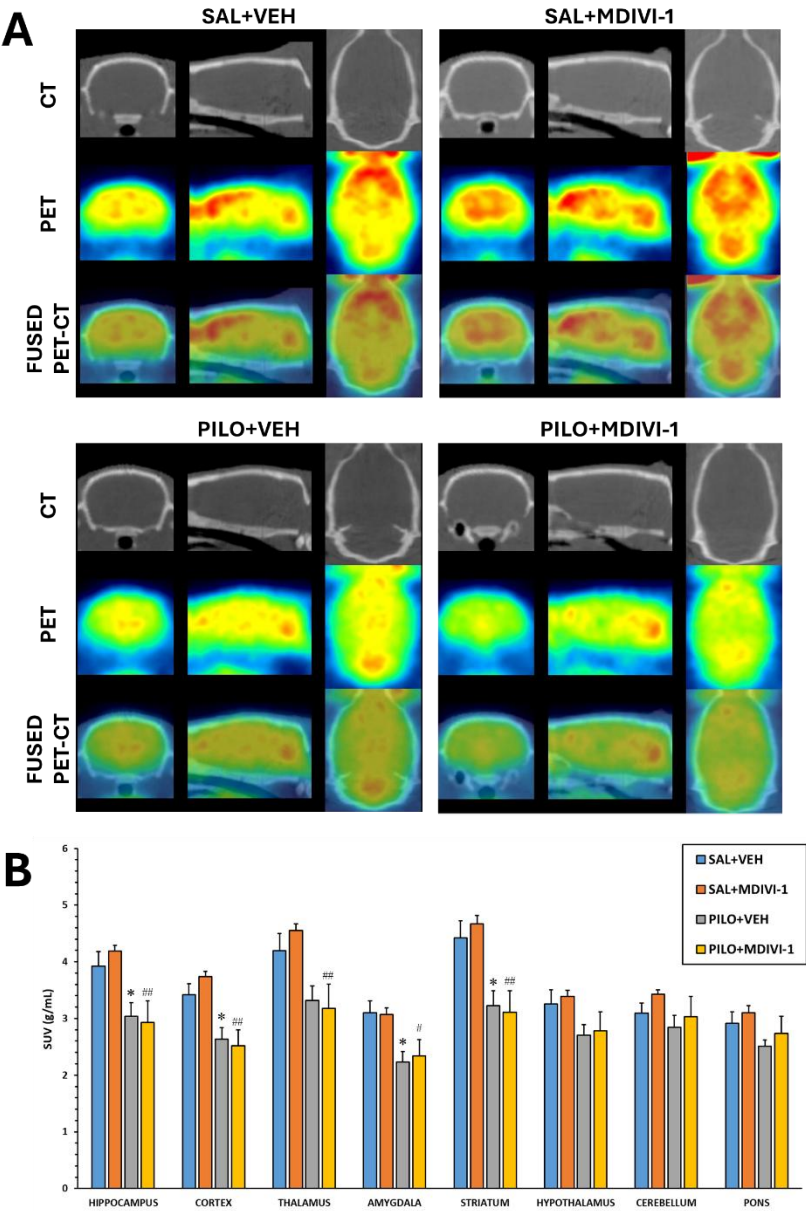 A
SAL+VEH
SAL+MDIVI-1
CT
PET
FUSED
PET-CT
PILO+VEH
PILO+MDIVI-1
CT
PET
FUSED
PET-CT
B
6
5
4
3
2
1
0
SUV (g/mL)
SAL+VEH
SAL+MDIVI-1
PILO+VEH
PILO+MDIVI-1
* ##
* ##
##
* #
* ##
HIPPOCAMPUS CORTEX THALAMUS AMYGDALA STRIATUM HYPOTHALAMUS CEREBELLUM PONS